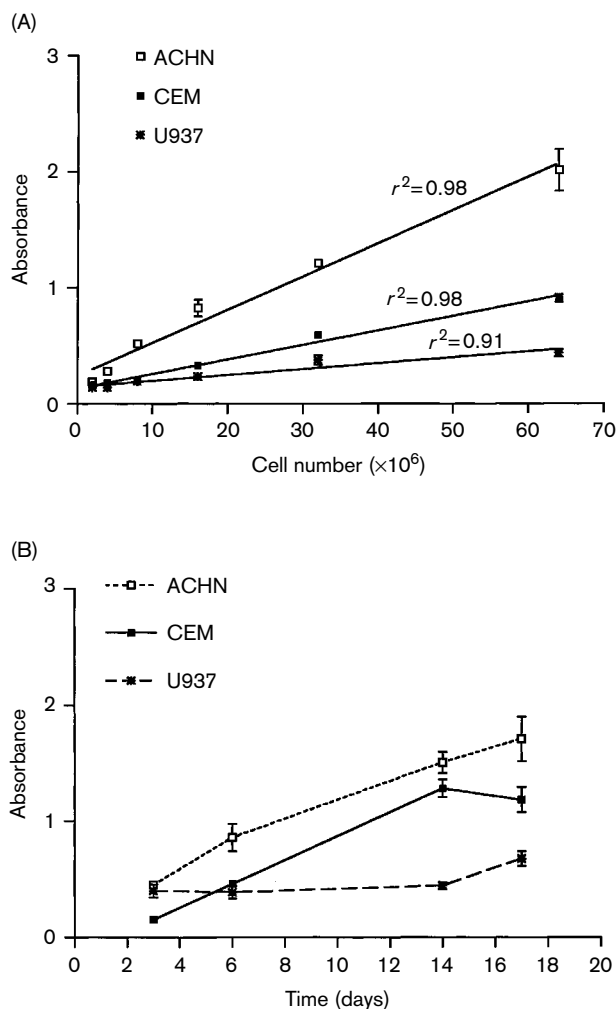 (A)
3
ACHN
CEM
U937
2
r²=0.98
Absorbance
r²=0.98
1
r²=0.91
0
0 10 20 30 40 50 60 70
Cell number (×10⁶)
(B)
3
ACHN
CEM
U937
2
Absorbance
1
0
0 2 4 6 8 10 12 14 16 18 20
Time (days)